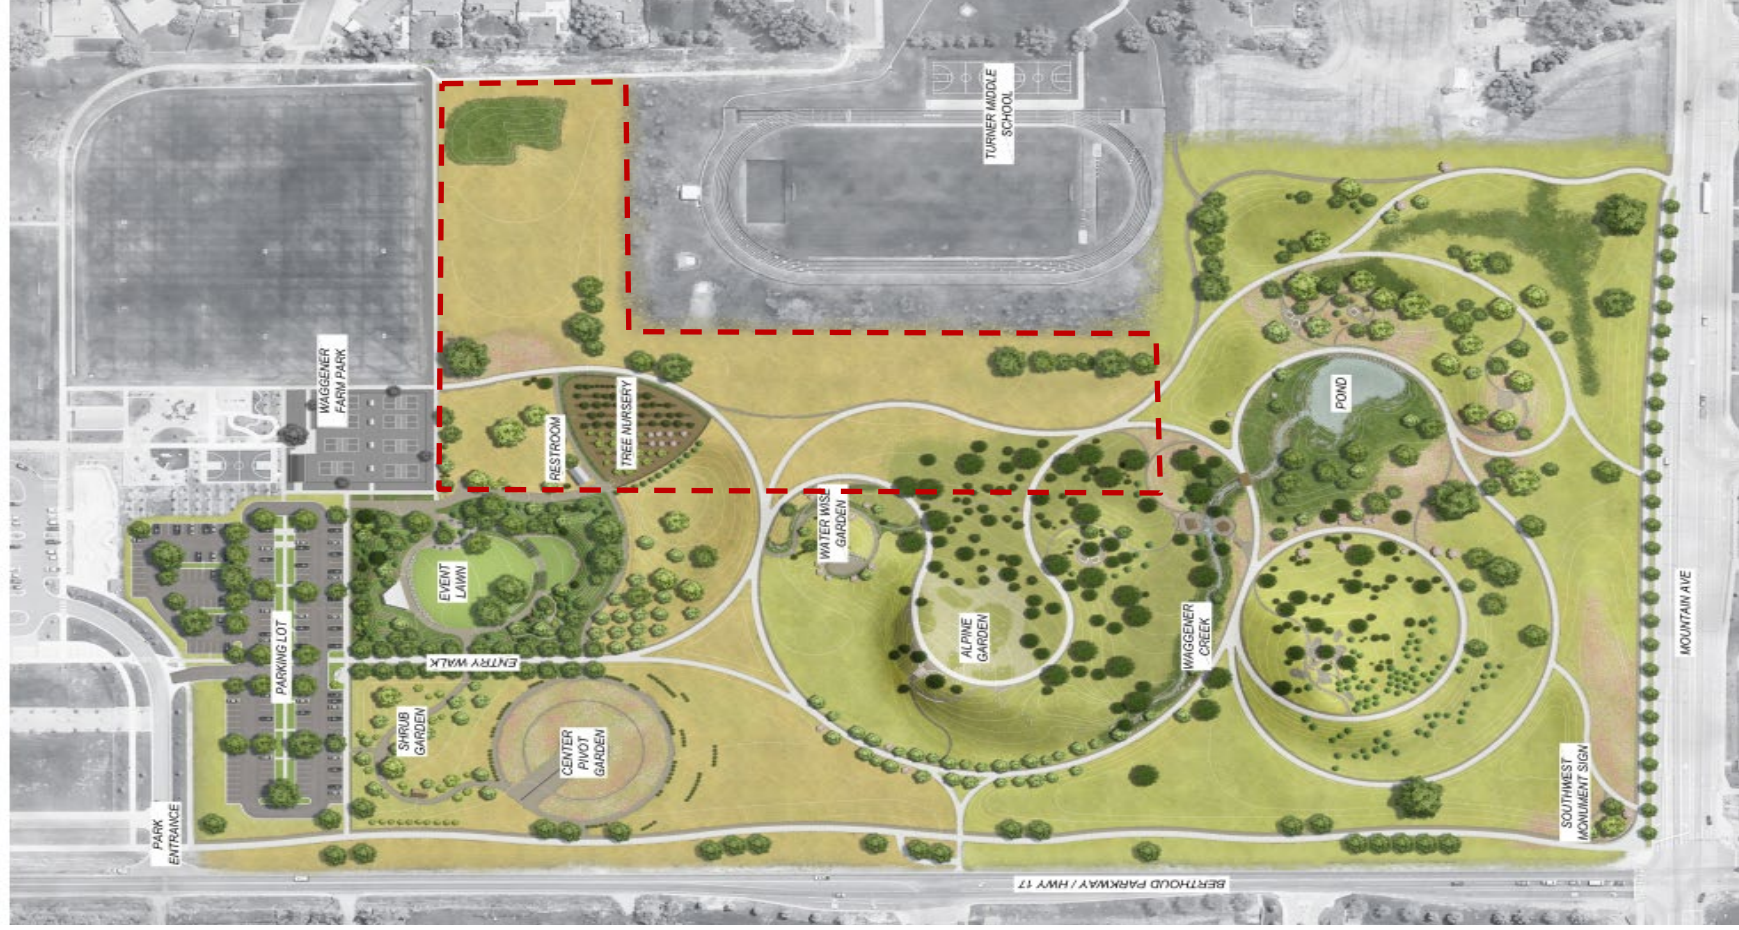 TURNER MIDDLE
SCHOOL
WAGGENER
FARM PARK
RESTROOM
TREE NURSERY
POND
WATER WISE
GARDEN
EVENT
LAWN
ALPINE
GARDEN
WAGGENER
CREEK
MOUNTAIN AVE
PARKING LOT
ENTRY WALK
SHRUB
GARDEN
CENTER
PIVOT
GARDEN
SOUTHWEST
MONUMENT SIGN
PARK
ENTRANCE
BERTHOUD PARKWAY / HWY 17